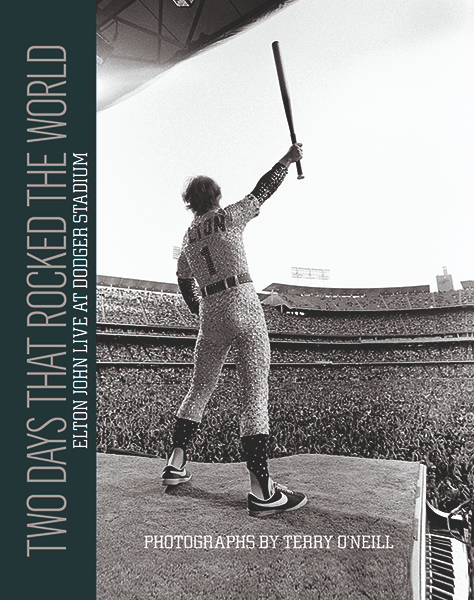 TWO DAYS THAT ROCKED THE WORLD
ELTON JOHN LIVE AT DODGER STADIUM
ELTON
1
PHOTOGRAPHS BY TERRY O'NEILL